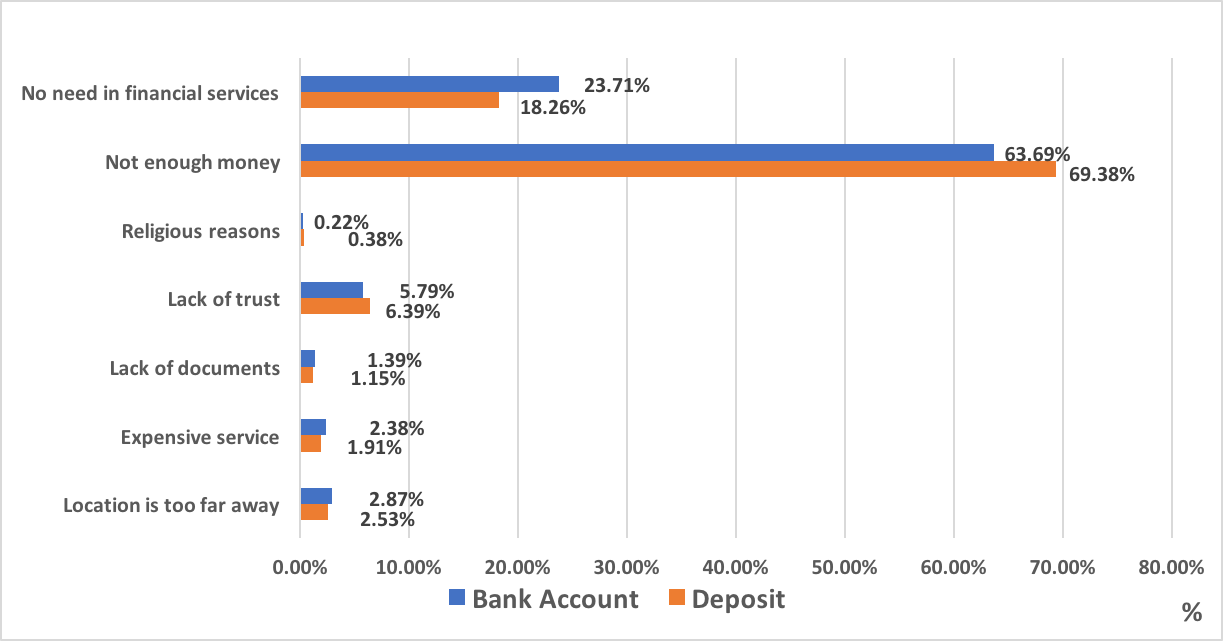 No need in financial services
23.71%
18.26%
Not enough money
63.69%
69.38%
Religious reasons
0.22%
0.38%
Lack of trust
5.79%
6.39%
Lack of documents
1.39%
1.15%
Expensive service
2.38%
1.91%
Location is too far away
2.87%
2.53%
0.00% 10.00% 20.00% 30.00% 40.00% 50.00% 60.00% 70.00% 80.00%
Bank Account Deposit
%